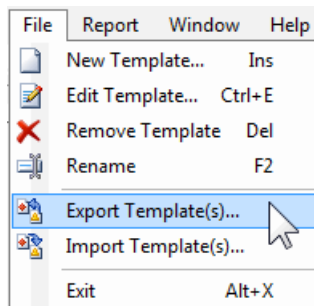 File Report Window Help
New Template... Ins
Edit Template... Ctrl+E
Remove Template Del
Rename F2
Export Template(s)...
Import Template(s)...
Exit Alt+X